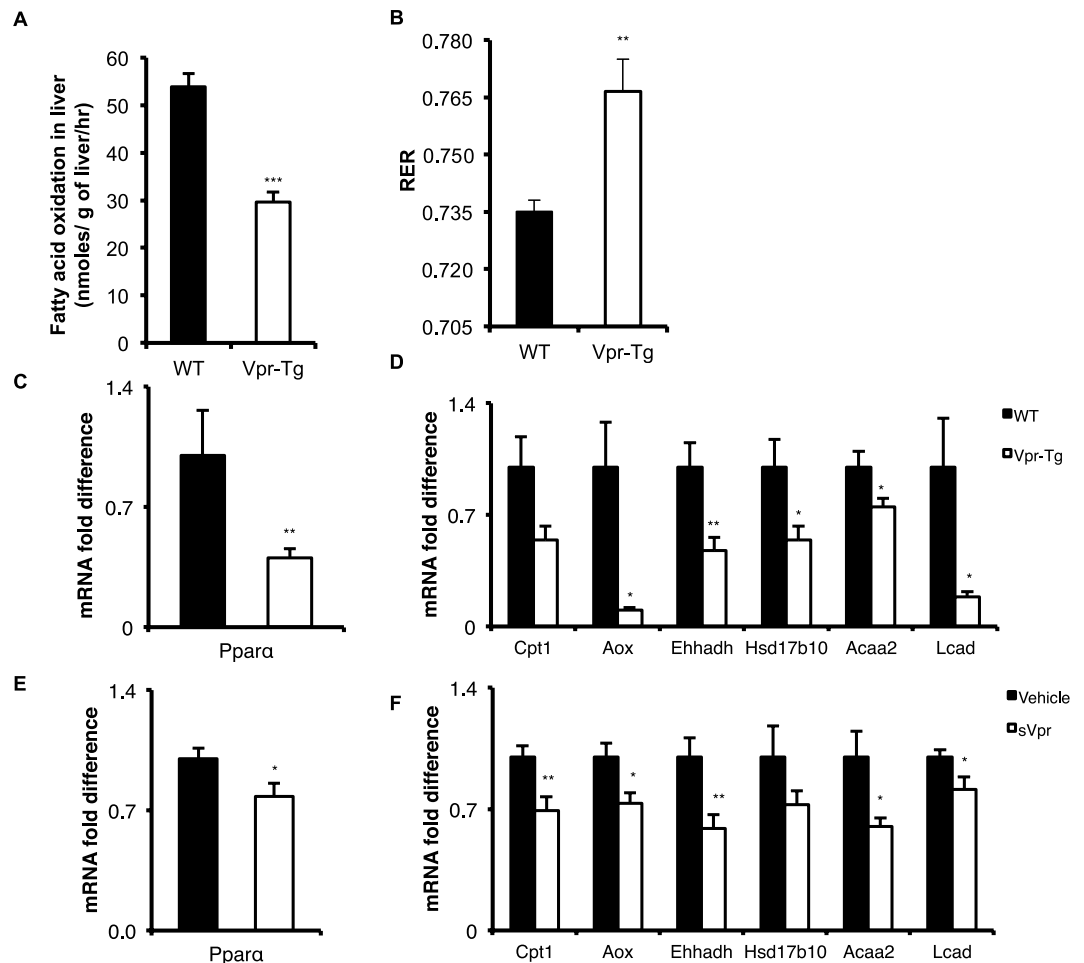 A
Fatty acid oxidation in liver
(nmoles/ g of liver/hr)
60
50
40
30
20
10
0
***
WT
Vpr-Tg
B
RER
0.780
0.765
0.750
0.735
0.720
0.705
**
WT
Vpr-Tg
C
mRNA fold difference
1.4
0.7
0
**
Pparα
D
mRNA fold difference
1.4
0.7
0
*
**
*
*
*
Cpt1
Aox
Ehhadh
Hsd17b10
Acaa2
Lcad
WT
Vpr-Tg
E
mRNA fold difference
1.4
0.7
0.0
*
Pparα
F
mRNA fold difference
1.4
0.7
0
**
*
**
*
*
Cpt1
Aox
Ehhadh
Hsd17b10
Acaa2
Lcad
Vehicle
sVpr